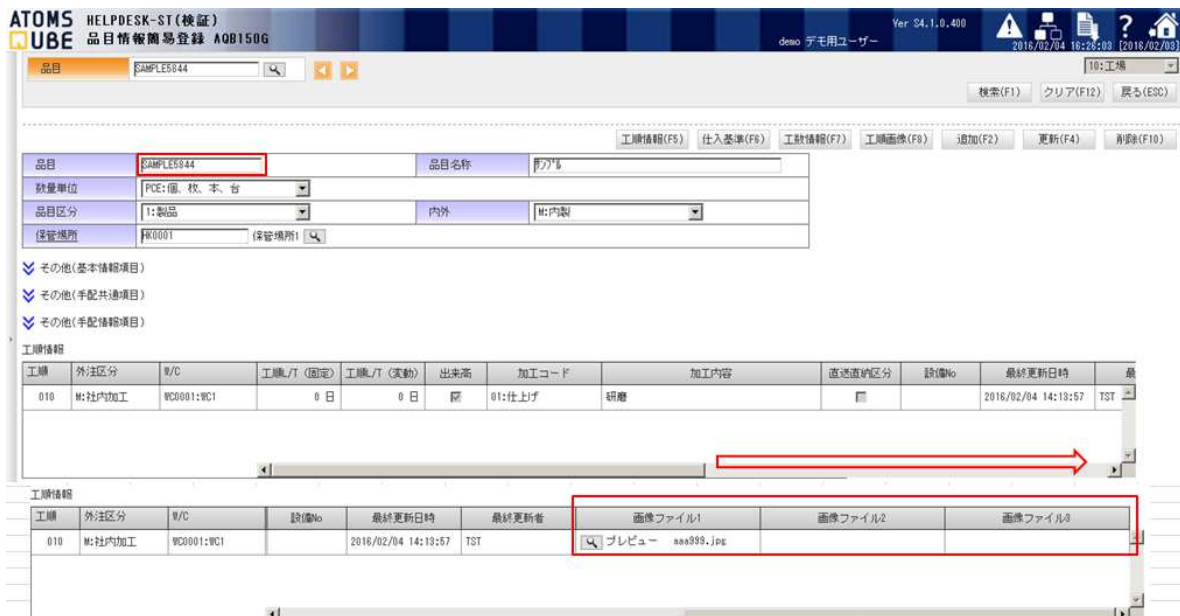 ATOMS QUBE HELPDESK-ST(検証) Ver S4.1.0.400
品目情報簡易登録 AQB150G demo デモ用ユーザー 2016/02/04 16:26:03 [2016/02/03]
品目 SAMPLE5844 10:工場
検索(F1) クリア(F12) 戻る(ESC)
工順情報(F5) 仕入基準(F6) 工数情報(F7) 工順画像(F8) 追加(F2) 更新(F4) 削除(F10)
品目 SAMPLE5844 品目名称 ｻﾝﾌﾟﾙ
数量単位 PCE:個、枚、本、台
品目区分 1:製品 内外 M:内製
保管場所 HK0001 保管場所1
その他(基本情報項目)
その他(手配共通項目)
その他(手配情報項目)
工順情報
工順 外注区分 W/C 工順L/T (固定) 工順L/T (変動) 出来高 加工コード 加工内容 直送直納区分 設備No 最終更新日時 最
010 M:社内加工 WC0001:WC1 0 日 0 日 01:仕上げ 研磨 2016/02/04 14:13:57 TST
工順情報
工順 外注区分 W/C 設備No 最終更新日時 最終更新者 画像ファイル1 画像ファイル2 画像ファイル3
010 M:社内加工 WC0001:WC1 2016/02/04 14:13:57 TST プレビュー aaa999.jpg